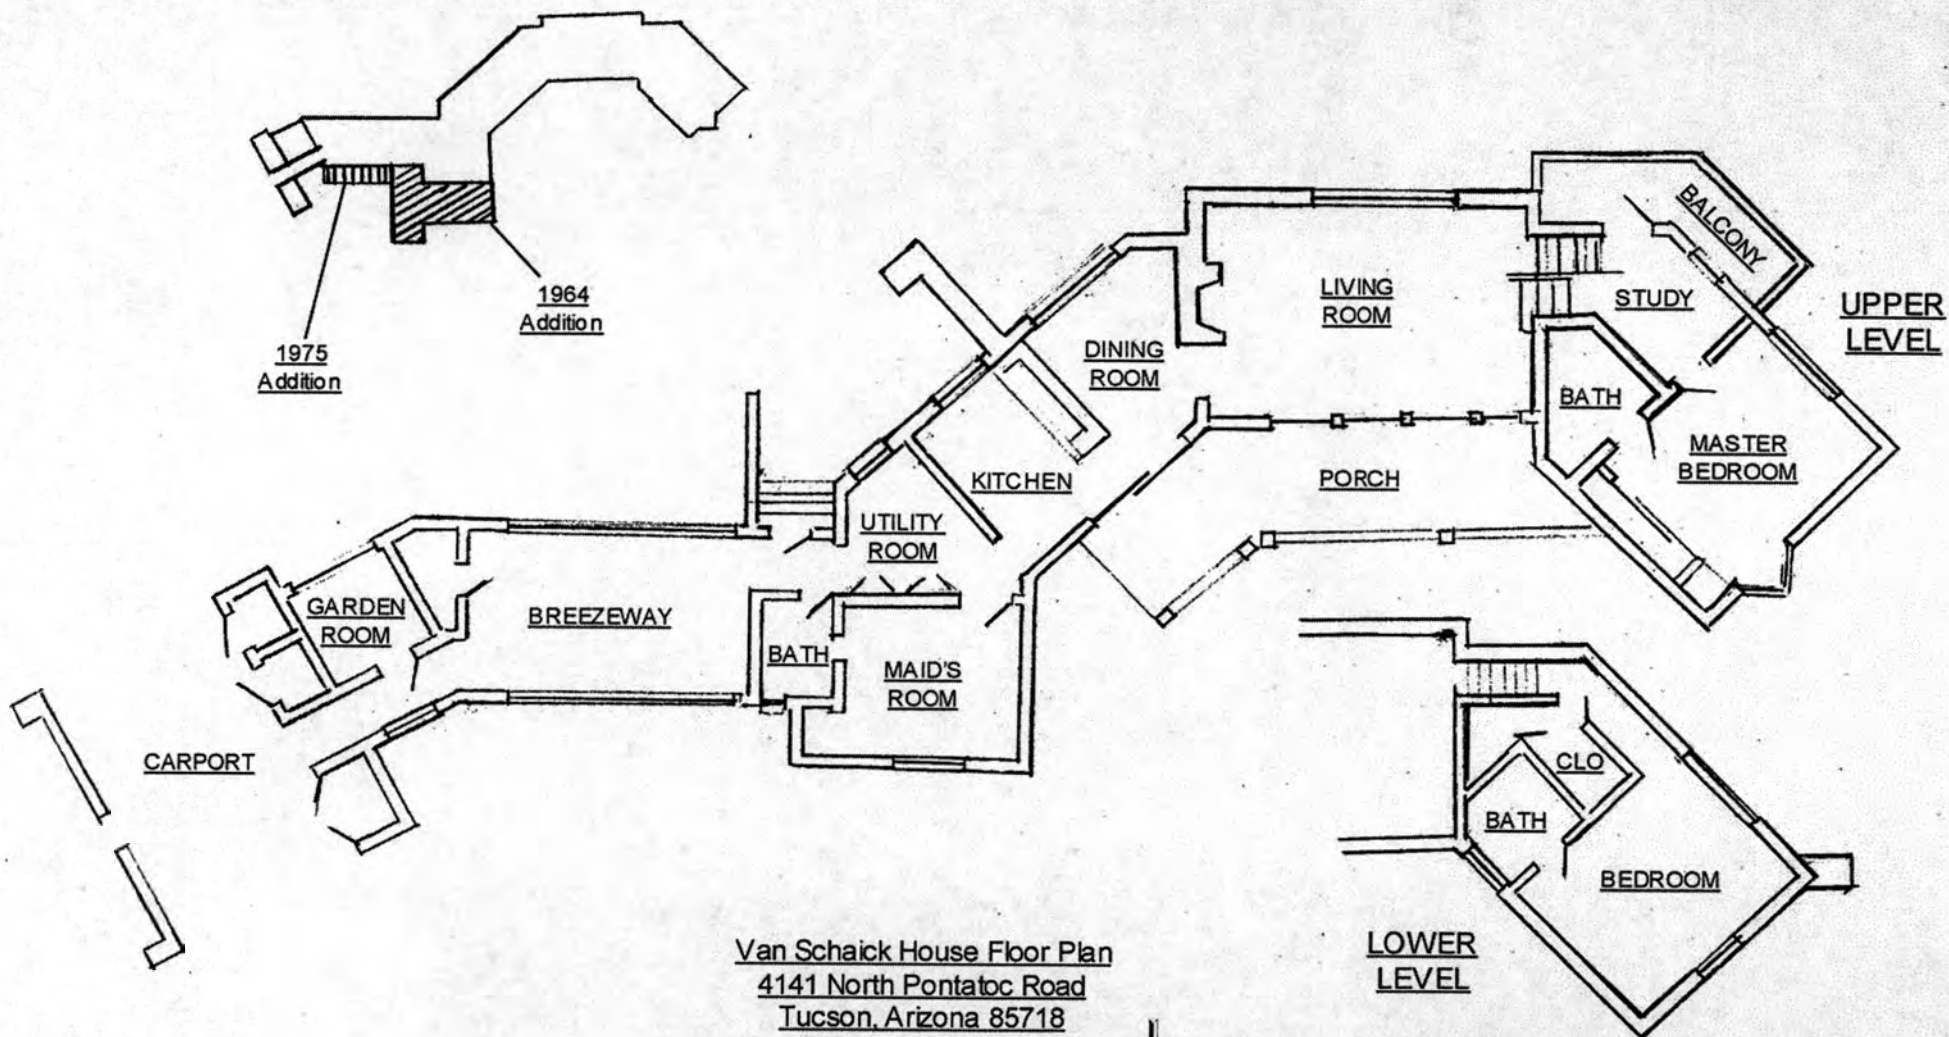 1964
Addition
1975
Addition
BALCONY
LIVING
ROOM
STUDY
UPPER
LEVEL
DINING
ROOM
BATH
MASTER
BEDROOM
KITCHEN
PORCH
UTILITY
ROOM
GARDEN
ROOM
BREEZEWAY
BATH
MAID'S
ROOM
CARPORT
CLO
BATH
BEDROOM
LOWER
LEVEL
Van Schaick House Floor Plan
4141 North Pontatoc Road
Tucson, Arizona 85718